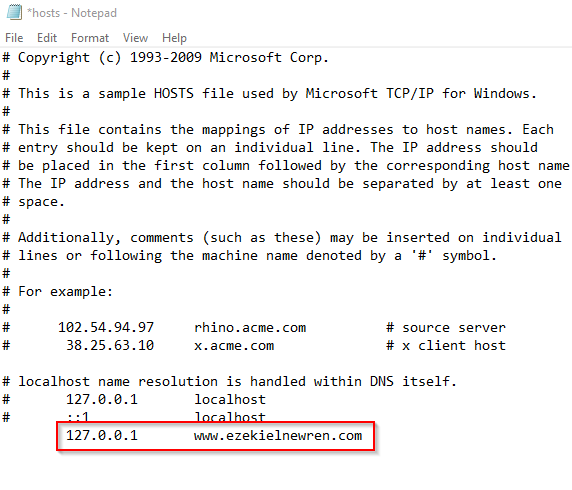 *hosts - Notepad
File Edit Format View Help
# Copyright (c) 1993-2009 Microsoft Corp.
#
# This is a sample HOSTS file used by Microsoft TCP/IP for Windows.
#
# This file contains the mappings of IP addresses to host names. Each
# entry should be kept on an individual line. The IP address should
# be placed in the first column followed by the corresponding host name
# The IP address and the host name should be separated by at least one
# space.
#
# Additionally, comments (such as these) may be inserted on individual
# lines or following the machine name denoted by a '#' symbol.
#
# For example:
#
#      102.54.94.97     rhino.acme.com          # source server
#       38.25.63.10     x.acme.com              # x client host

# localhost name resolution is handled within DNS itself.
#       127.0.0.1       localhost
#       ::1             localhost
        127.0.0.1       www.ezekielnewren.com